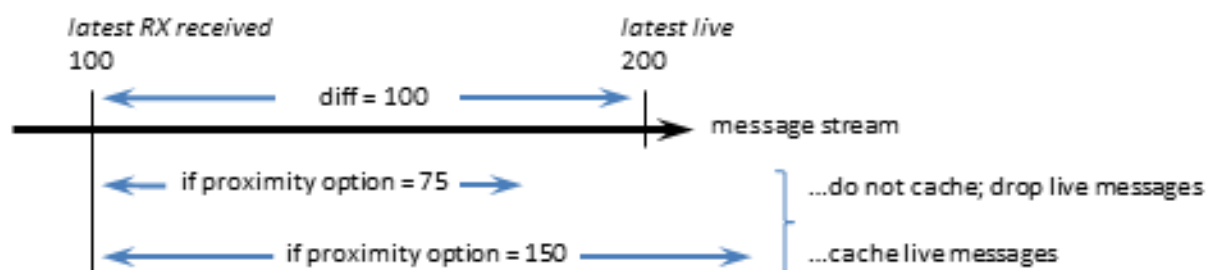 latest RX received latest live
100 200
diff = 100
message stream
if proximity option = 75 ...do not cache; drop live messages
if proximity option = 150 ...cache live messages